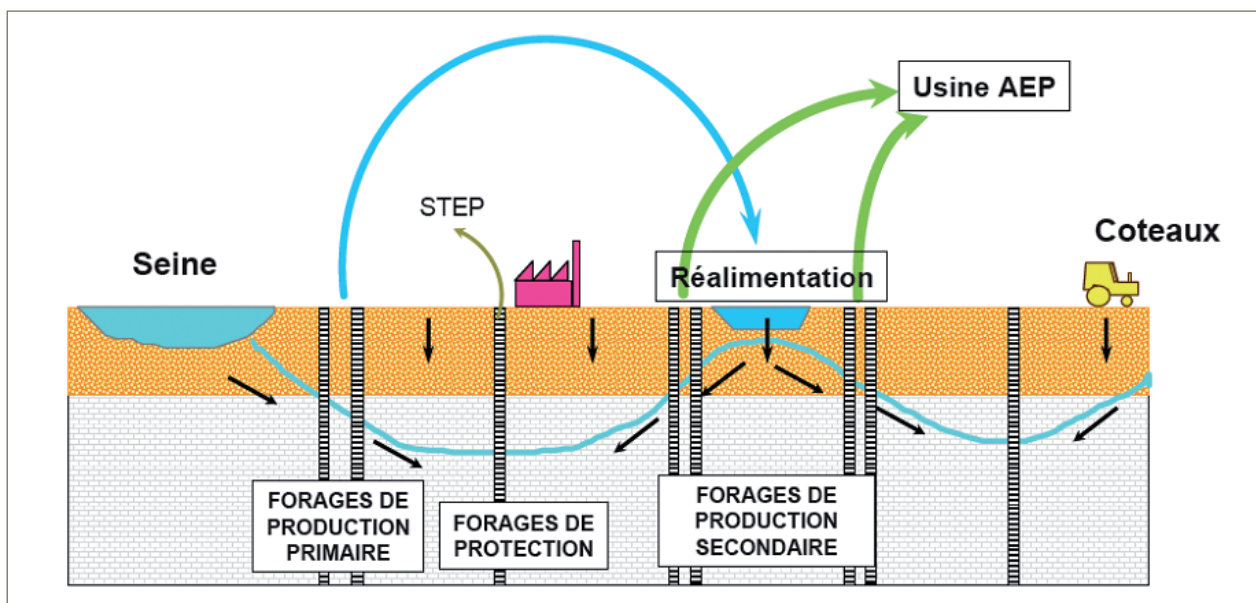 Usine AEP
STEP
Coteaux
Seine
Réalimentation
FORAGES DE
PRODUCTION
PRIMAIRE
FORAGES DE
PROTECTION
FORAGES DE
PRODUCTION
SECONDAIRE